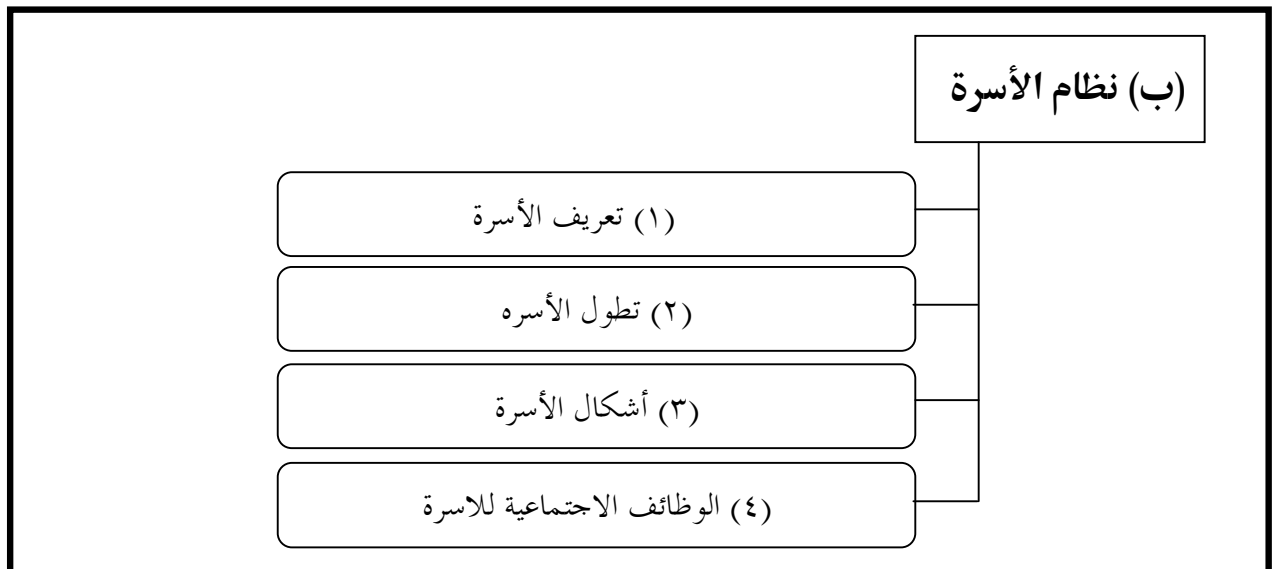 (ب) نظام الأسرة
(١) تعريف الأسرة
(٢) تطول الأسره
(٣) أشكال الأسرة
(٤) الوظائف الاجتماعية للاسرة